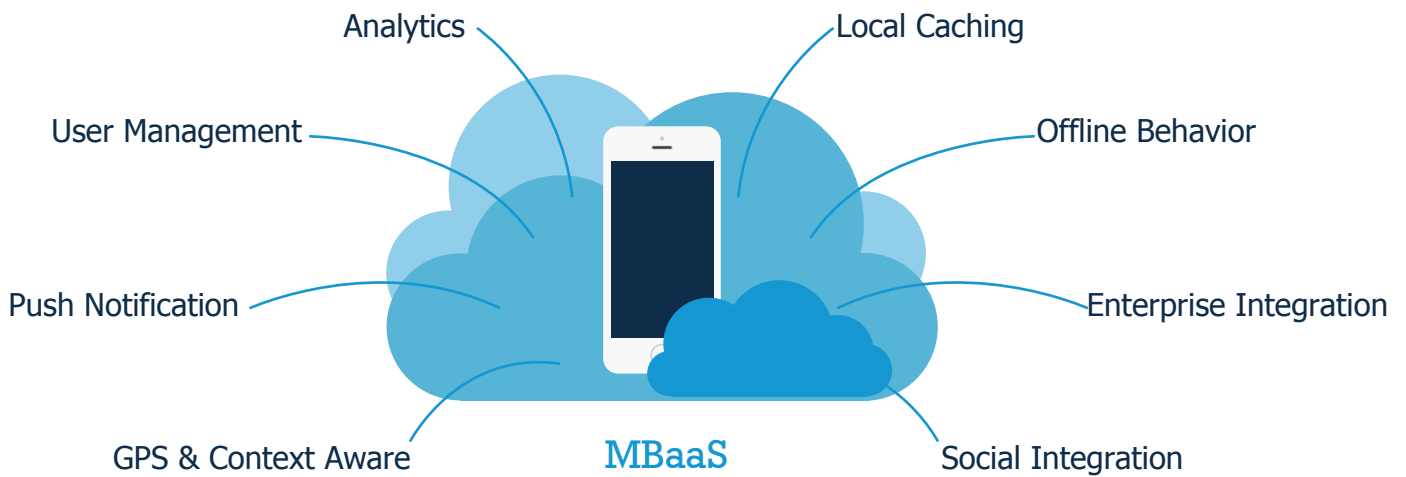 Analytics
Local Caching
User Management
Offline Behavior
Push Notification
Enterprise Integration
GPS & Context Aware
MBaaS
Social Integration